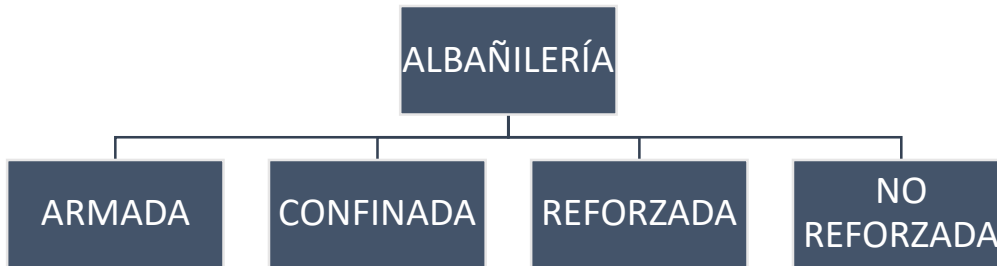 ALBAÑILERÍA
ARMADA
CONFINADA
REFORZADA
NO
REFORZADA